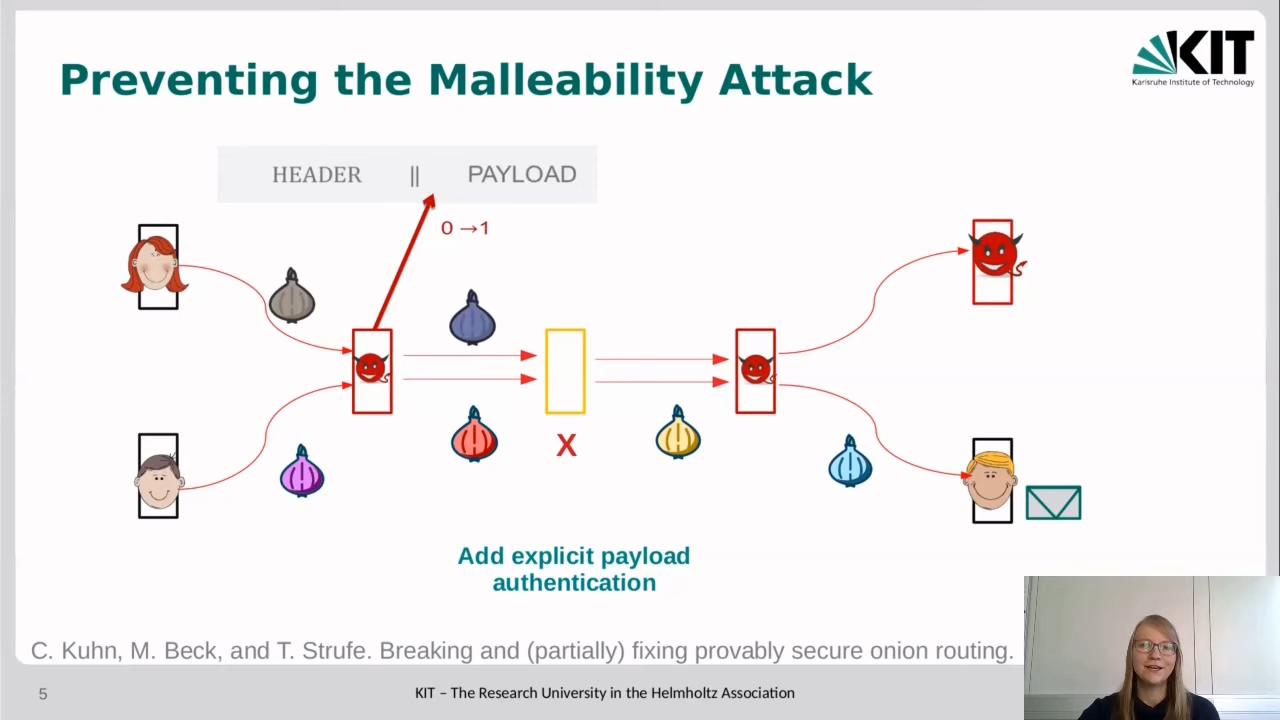 Preventing the Malleability Attack
KIT
Karlsruhe Institute of Technology
HEADER || PAYLOAD
0 →1
X
Add explicit payload
authentication
C. Kuhn, M. Beck, and T. Strufe. Breaking and (partially) fixing provably secure onion routing.
5
KIT – The Research University in the Helmholtz Association